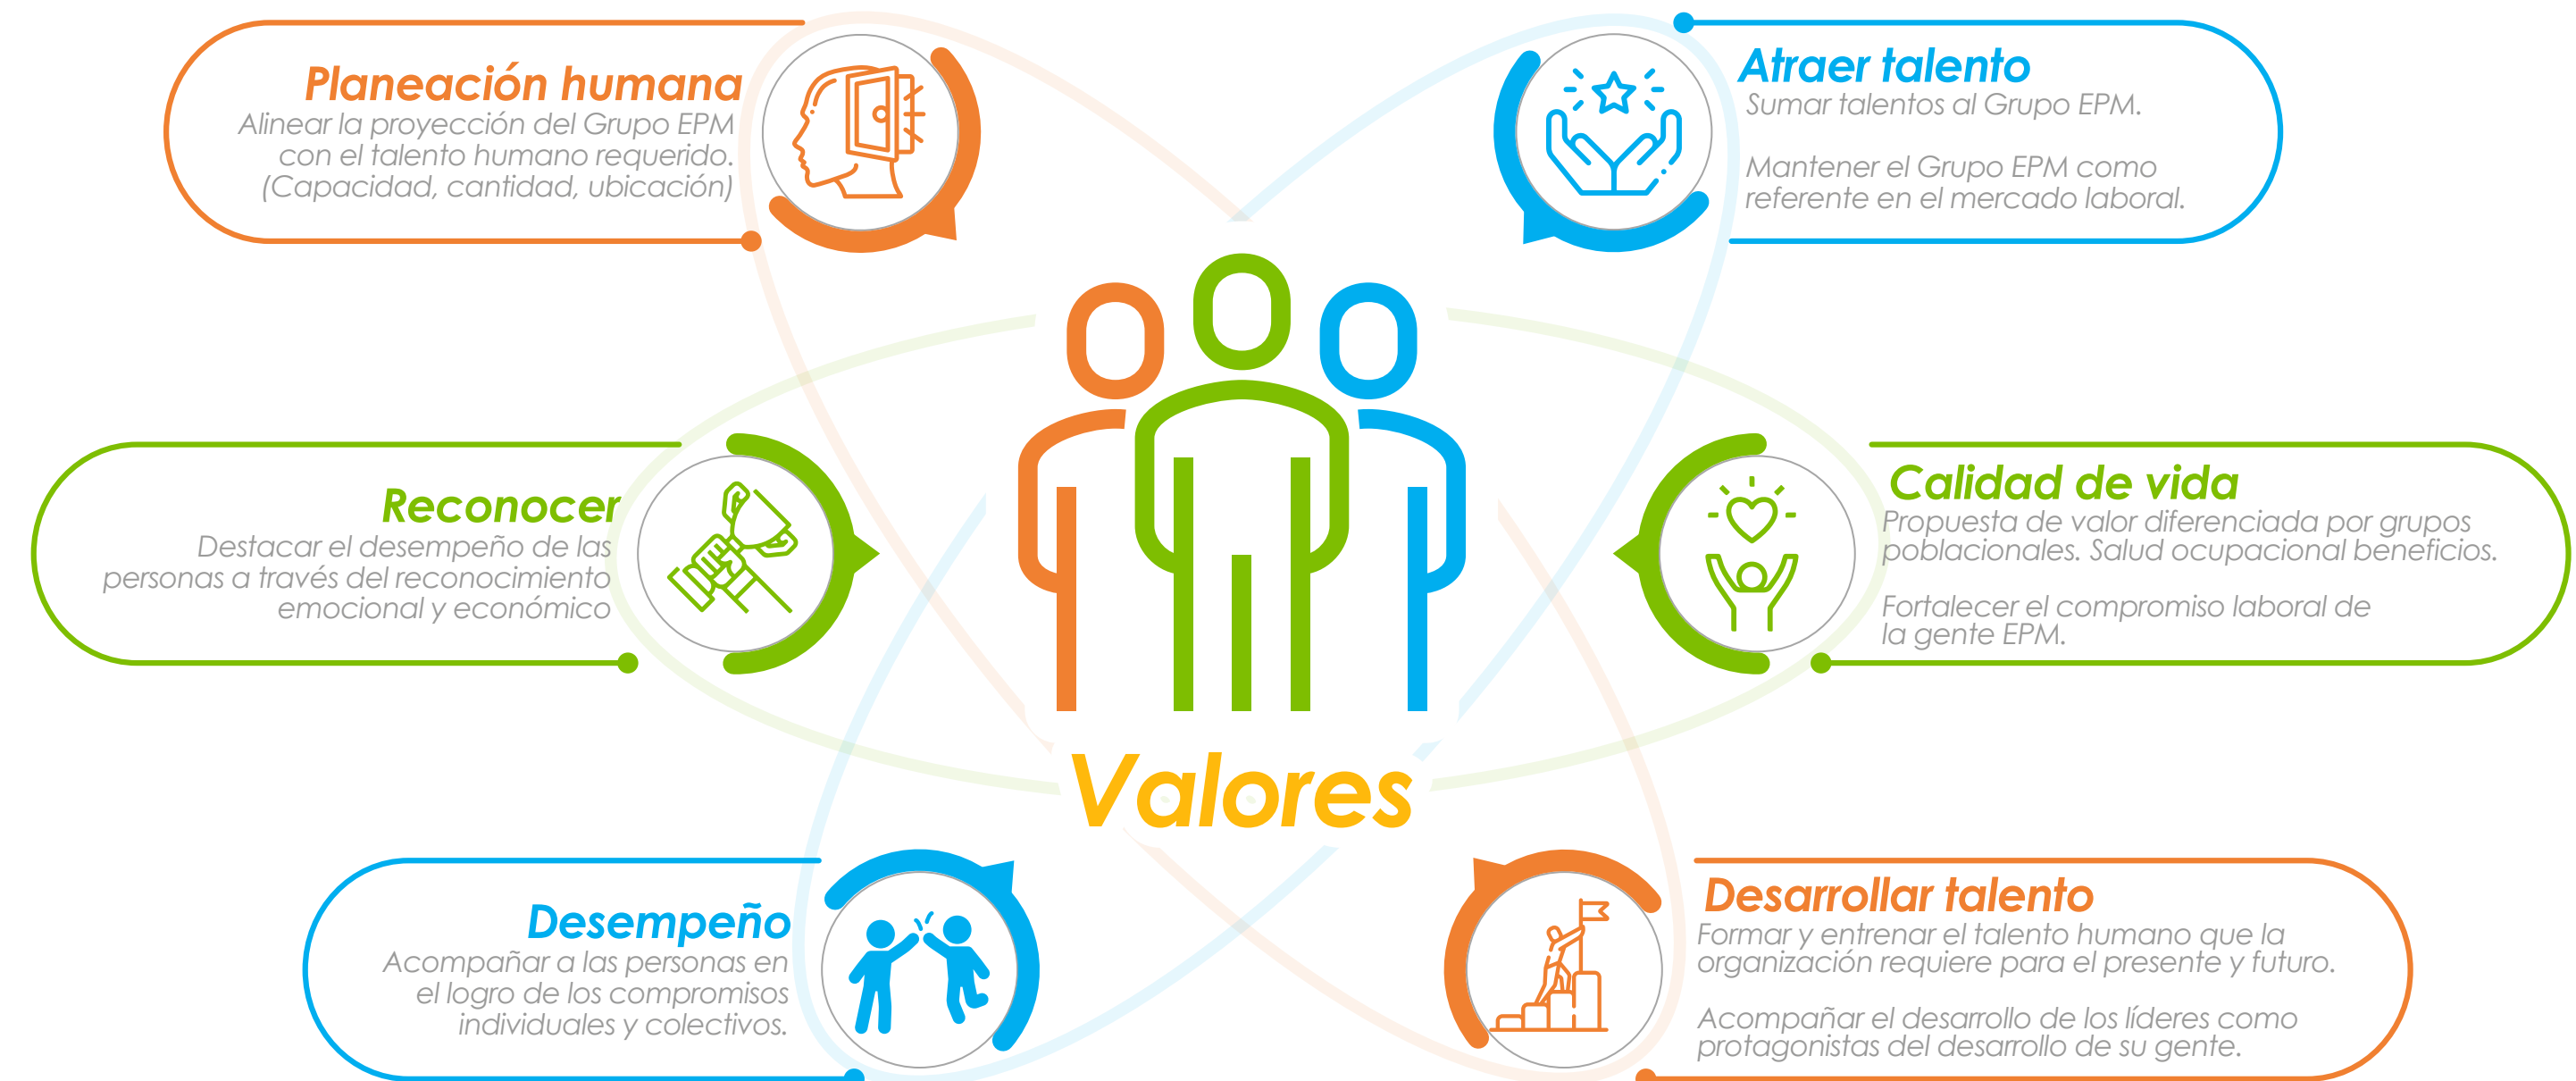 Planeación humana
Alinear la proyección del Grupo EPM
con el talento humano requerido.
(Capacidad, cantidad, ubicación)
Atraer talento
Sumar talentos al Grupo EPM.
Mantener el Grupo EPM como
referente en el mercado laboral.
Reconocer
Destacar el desempeño de las
personas a través del reconocimiento
emocional y económico
Calidad de vida
Propuesta de valor diferenciada por grupos
poblacionales. Salud ocupacional beneficios.
Fortalecer el compromiso laboral de
la gente EPM.
Valores
Desempeño
Acompañar a las personas en
el logro de los compromisos
individuales y colectivos.
Desarrollar talento
Formar y entrenar el talento humano que la
organización requiere para el presente y futuro.
Acompañar el desarrollo de los líderes como
protagonistas del desarrollo de su gente.